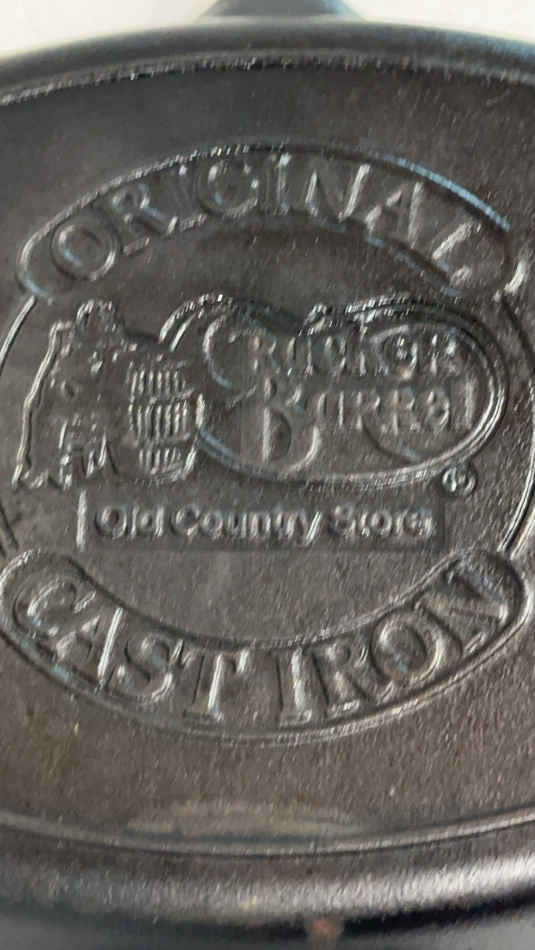 ORIGINAL
CRACKER
BARREL
®
Old Country Store
CAST IRON